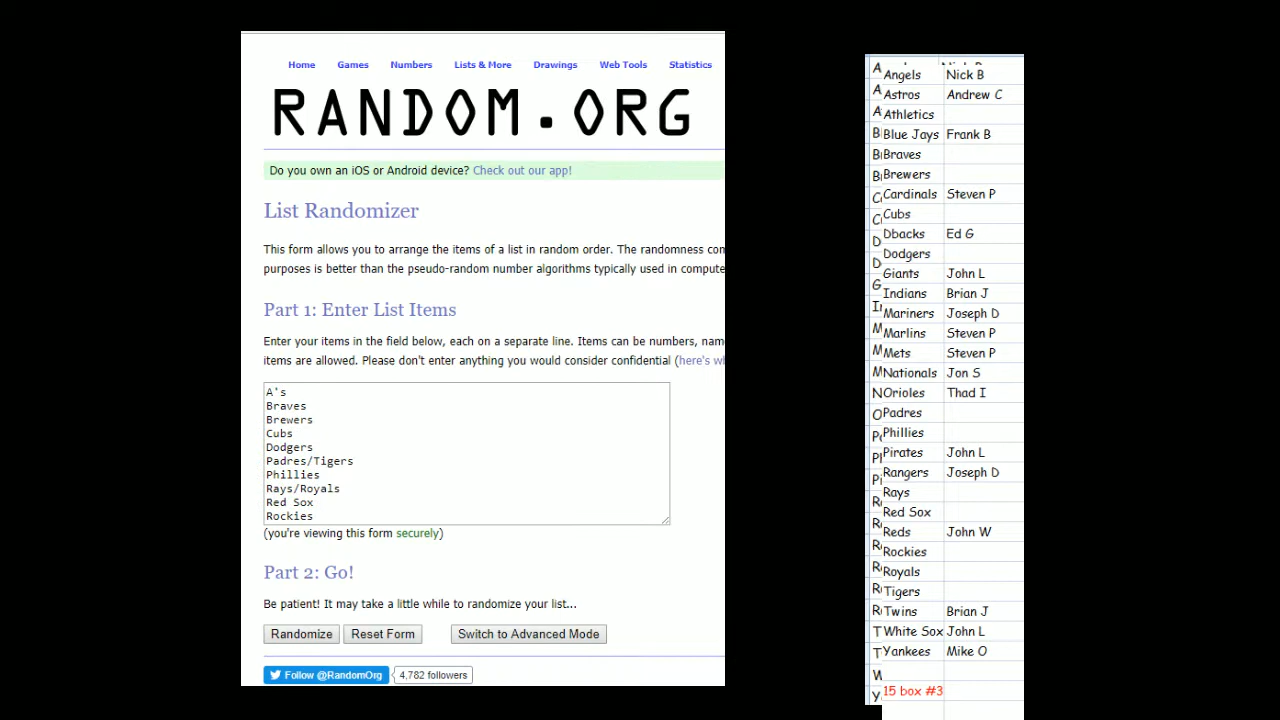 Home Games Numbers Lists & More Drawings Web Tools Statistics
RANDOM.ORG
Do you own an iOS or Android device? Check out our app!
List Randomizer
This form allows you to arrange the items of a list in random order. The randomness com
purposes is better than the pseudo-random number algorithms typically used in compute
Part 1: Enter List Items
Enter your items in the field below, each on a separate line. Items can be numbers, nam
items are allowed. Please don't enter anything you would consider confidential (here's wh
A's
Braves
Brewers
Cubs
Dodgers
Padres/Tigers
Phillies
Rays/Royals
Red Sox
Rockies
(you're viewing this form securely)
Part 2: Go!
Be patient! It may take a little while to randomize your list...
Randomize Reset Form Switch to Advanced Mode
Follow @RandomOrg 4,782 followers
Angels Nick B
Astros Andrew C
Athletics
Blue Jays Frank B
Braves
Brewers
Cardinals Steven P
Cubs
Dbacks Ed G
Dodgers
Giants John L
Indians Brian J
Mariners Joseph D
Marlins Steven P
Mets Steven P
Nationals Jon S
Orioles Thad I
Padres
Phillies
Pirates John L
Rangers Joseph D
Rays
Red Sox
Reds John W
Rockies
Royals
Tigers
Twins Brian J
White Sox John L
Yankees Mike O
15 box #3